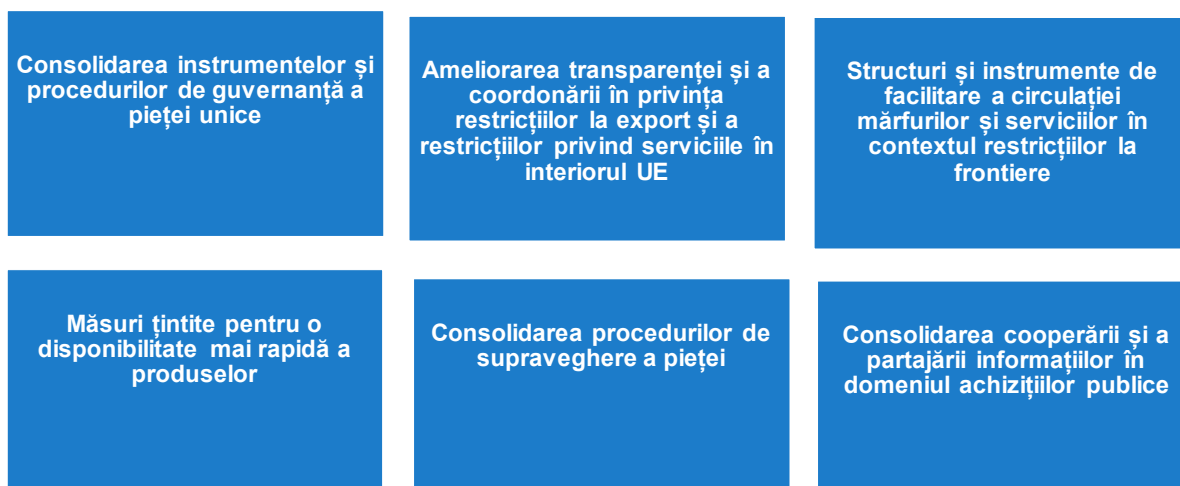 Consolidarea instrumentelor și
procedurilor de guvernanță a
pieței unice
Ameliorarea transparenței și a
coordonării în privința
restricțiilor la export și a
restricțiilor privind serviciile în
interiorul UE
Structuri și instrumente de
facilitare a circulației
mărfurilor și serviciilor în
contextul restricțiilor la
frontiere
Măsuri țintite pentru o
disponibilitate mai rapidă a
produselor
Consolidarea procedurilor de
supraveghere a pieței
Consolidarea cooperării și a
partajării informațiilor în
domeniul achizițiilor publice